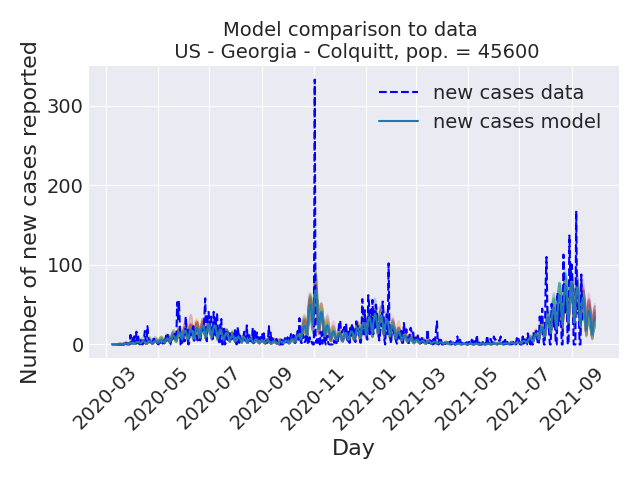 Model comparison to data
US - Georgia - Colquitt, pop. = 45600
new cases data
new cases model
Number of new cases reported
300
200
100
0
2020-03
2020-05
2020-07
2020-09
2020-11
2021-01
2021-03
2021-05
2021-07
2021-09
Day